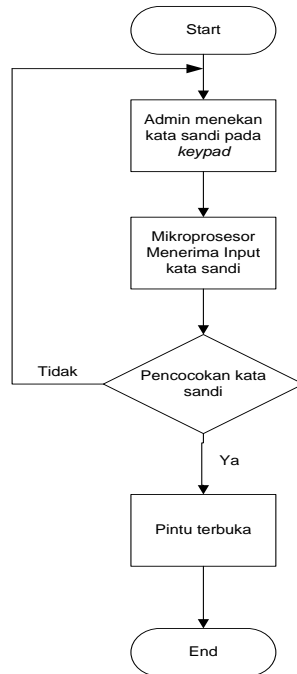 Start
Admin menekan
kata sandi pada
keypad
Mikroprosesor
Menerima Input
kata sandi
Tidak
Pencocokan kata
sandi
Ya
Pintu terbuka
End